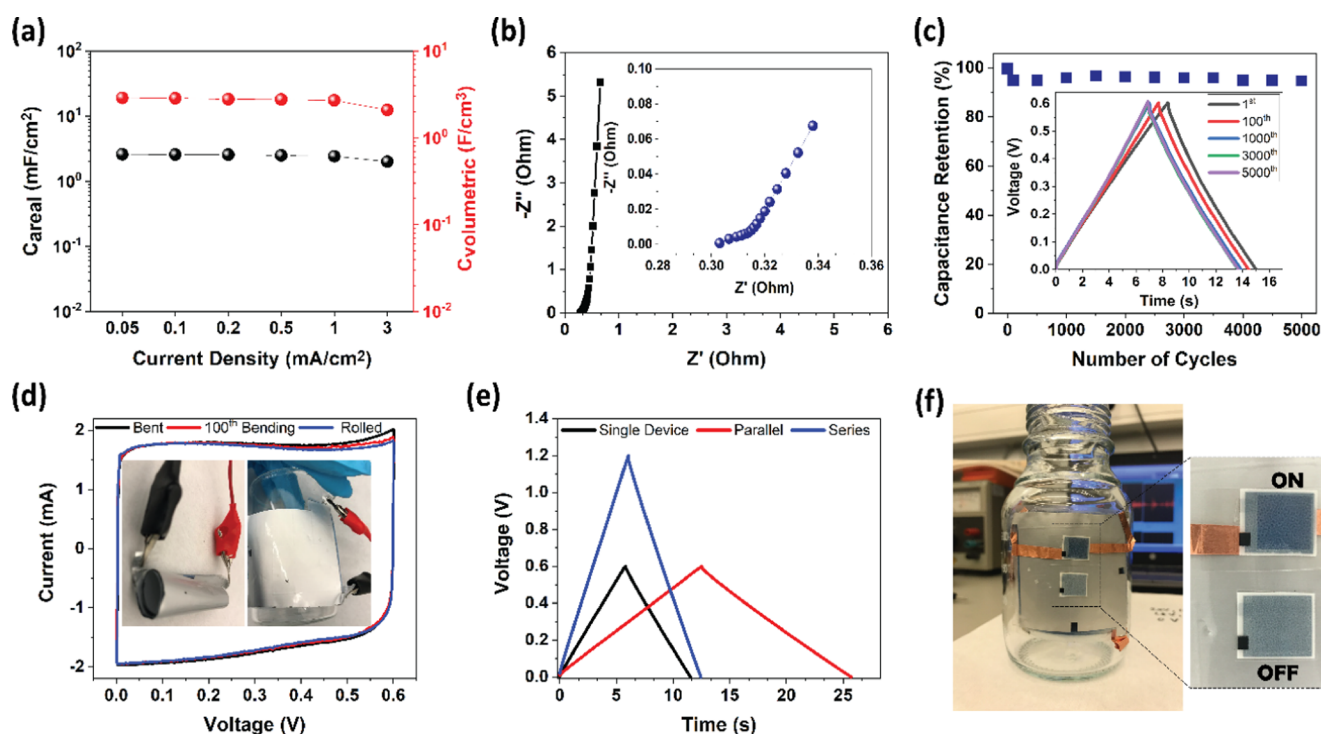 (a)
10²
10¹
10⁰
10⁻¹
10⁻²
Careal (mF/cm²)
10¹
10⁰
10⁻¹
10⁻²
Cvolumetric (F/cm³)
0.05 0.1 0.2 0.5 1 3
Current Density (mA/cm²)
(b)
6
5
4
3
2
1
0
-Z'' (Ohm)
0 1 2 3 4 5 6
Z' (Ohm)
0.10
0.08
0.06
0.04
0.02
0.00
-Z'' (Ohm)
0.28 0.30 0.32 0.34 0.36
Z' (Ohm)
(c)
100
80
60
40
20
0
Capacitance Retention (%)
0 1000 2000 3000 4000 5000
Number of Cycles
0.6
0.5
0.4
0.3
0.2
0.1
0.0
Voltage (V)
0 2 4 6 8 10 12 14 16
Time (s)
1st
100th
1000th
3000th
5000th
(d)
Bent 100th Bending Rolled
2
1
0
-1
-2
Current (mA)
0.0 0.1 0.2 0.3 0.4 0.5 0.6
Voltage (V)
(e)
Single Device Parallel Series
1.4
1.2
1.0
0.8
0.6
0.4
0.2
0.0
Voltage (V)
0 5 10 15 20 25
Time (s)
(f)
ON
OFF